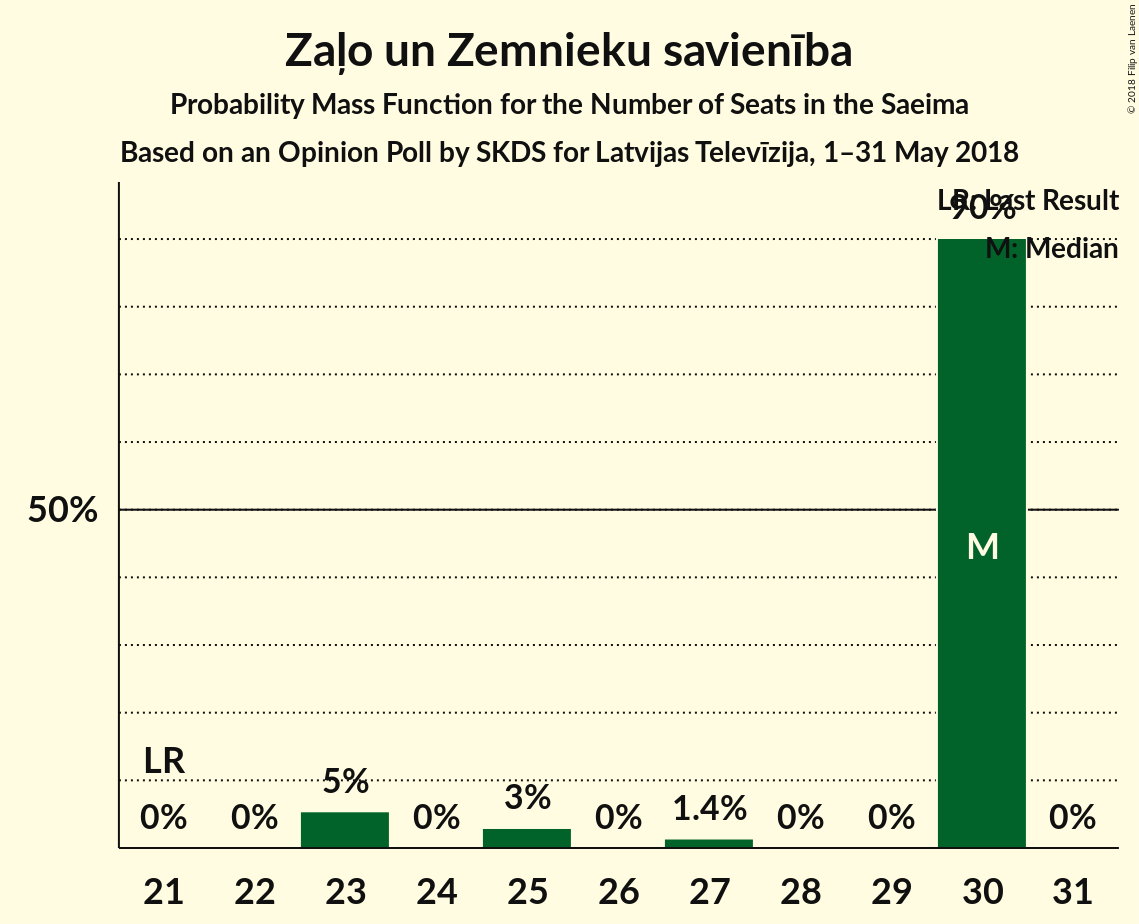 Zaļo un Zemnieku savienība
Probability Mass Function for the Number of Seats in the Saeima
Based on an Opinion Poll by SKDS for Latvijas Televīzija, 1–31 May 2018
© 2018 Filip van Laenen
LR: Last Result
90%
M: Median
50%
M
LR
0% 0% 5% 0% 3% 0% 1.4% 0% 0% 0%
21 22 23 24 25 26 27 28 29 30 31